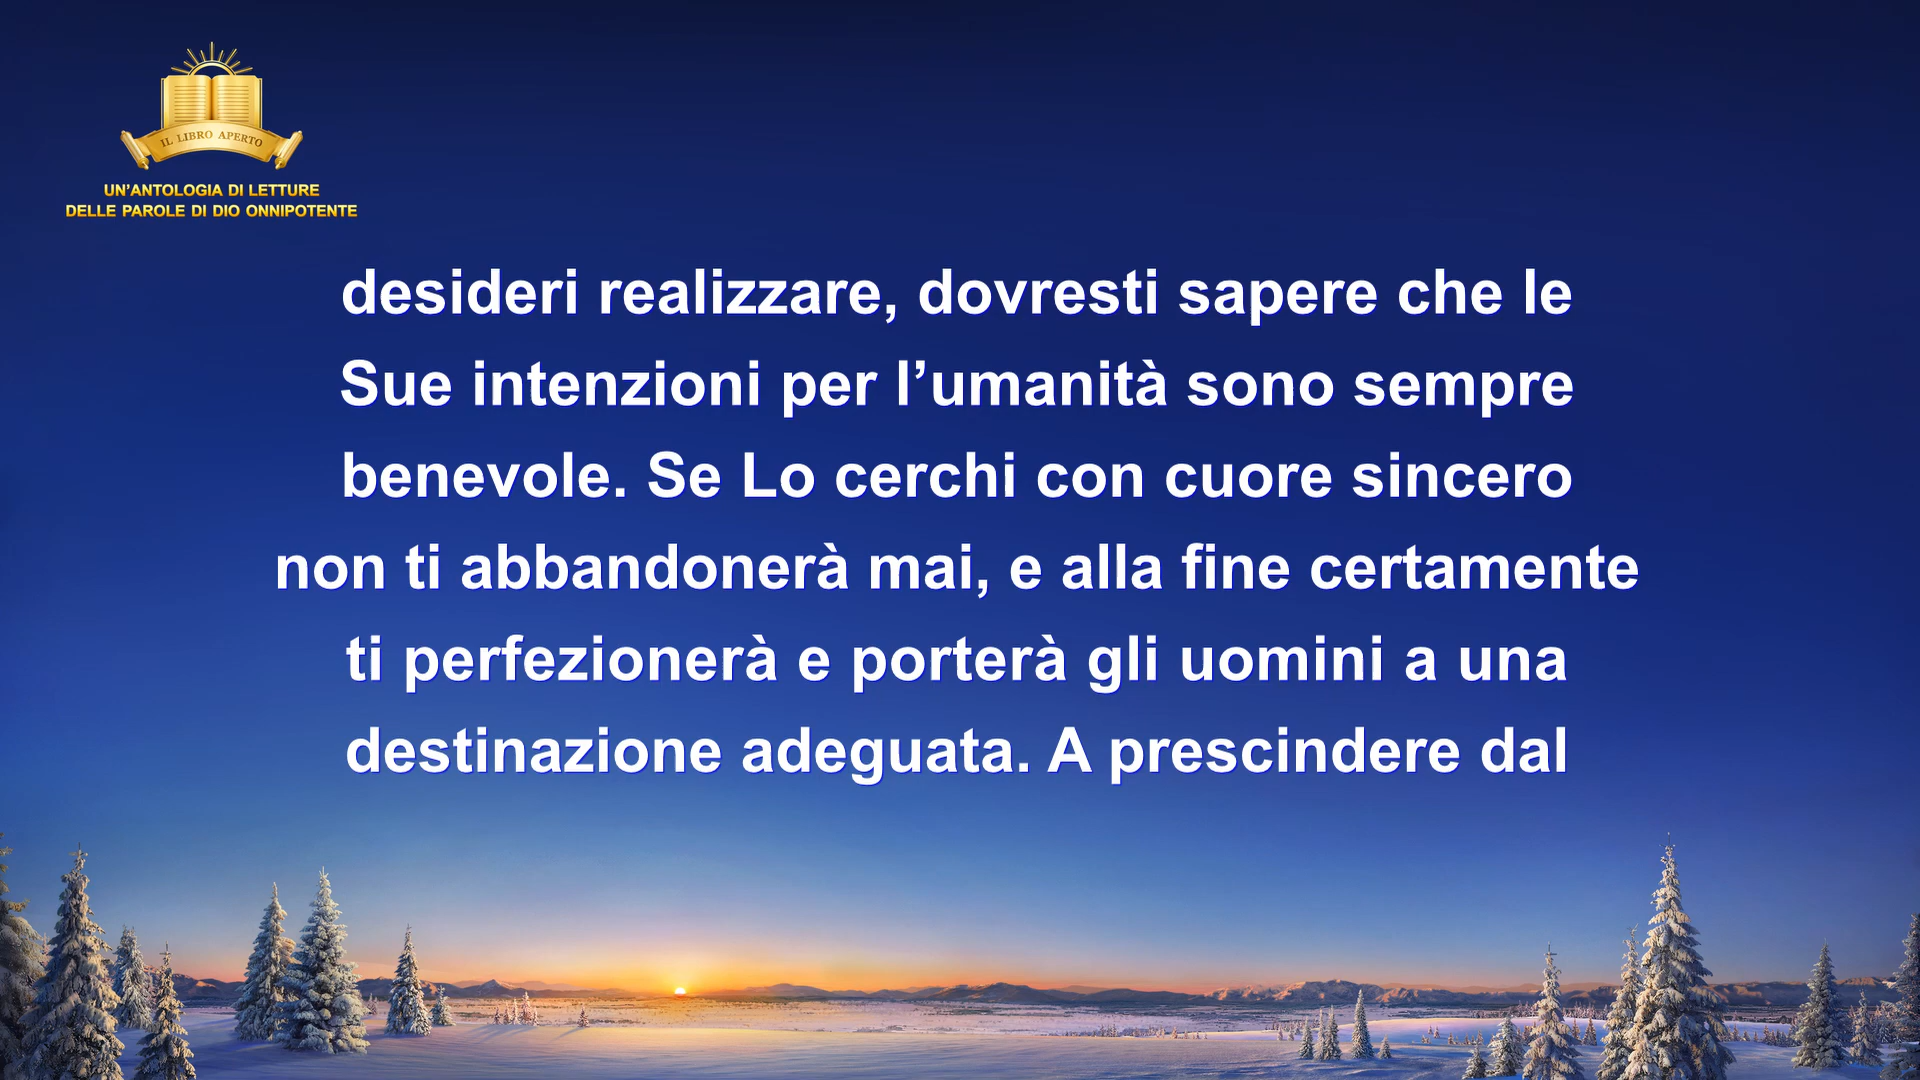 IL LIBRO APERTO
UN’ANTOLOGIA DI LETTURE
DELLE PAROLE DI DIO ONNIPOTENTE
desideri realizzare, dovresti sapere che le
Sue intenzioni per l’umanità sono sempre
benevole. Se Lo cerchi con cuore sincero
non ti abbandonerà mai, e alla fine certamente
ti perfezionerà e porterà gli uomini a una
destinazione adeguata. A prescindere dal